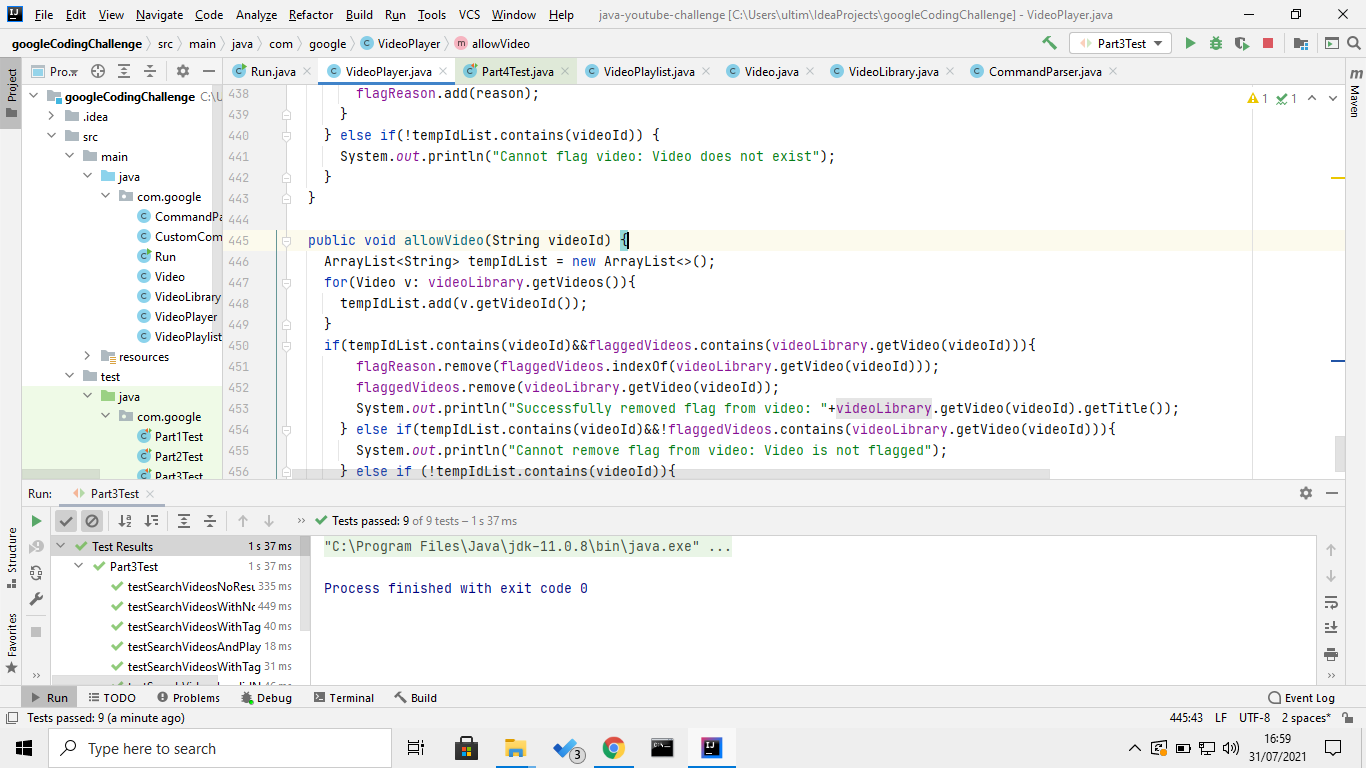 File Edit View Navigate Code Analyze Refactor Build Run Tools VCS Window Help java-youtube-challenge [C:\Users\ultim\IdeaProjects\googleCodingChallenge] - VideoPlayer.java
googleCodingChallenge src main java com google VideoPlayer allowVideo Part3Test
Project Pro... Run.java VideoPlayer.java Part4Test.java VideoPlaylist.java Video.java VideoLibrary.java CommandParser.java Maven
googleCodingChallenge C:\U
.idea
src
main
java
com.google
CommandPa
CustomCom
Run
Video
VideoLibrary
VideoPlayer
VideoPlaylist
resources
test
java
com.google
Part1Test
Part2Test
Part3Test
438 flagReason.add(reason);
439 }
440 } else if(!tempIdList.contains(videoId)) {
441 System.out.println("Cannot flag video: Video does not exist");
442 }
443 }
444
445 public void allowVideo(String videoId) {
446 ArrayList<String> tempIdList = new ArrayList<>();
447 for(Video v: videoLibrary.getVideos()){
448 tempIdList.add(v.getVideoId());
449 }
450 if(tempIdList.contains(videoId)&&flaggedVideos.contains(videoLibrary.getVideo(videoId))){
451 flagReason.remove(flaggedVideos.indexOf(videoLibrary.getVideo(videoId)));
452 flaggedVideos.remove(videoLibrary.getVideo(videoId));
453 System.out.println("Successfully removed flag from video: "+videoLibrary.getVideo(videoId).getTitle());
454 } else if(tempIdList.contains(videoId)&&!flaggedVideos.contains(videoLibrary.getVideo(videoId))){
455 System.out.println("Cannot remove flag from video: Video is not flagged");
456 } else if (!tempIdList.contains(videoId)){
1 1
Run: Part3Test
Tests passed: 9 of 9 tests – 1 s 37 ms
Test Results 1 s 37 ms
Part3Test 1 s 37 ms
testSearchVideosNoResu 335 ms
testSearchVideosWithNo 449 ms
testSearchVideosWithTag 40 ms
testSearchVideosAndPlay 18 ms
testSearchVideosWithTag 31 ms
"C:\Program Files\Java\jdk-11.0.8\bin\java.exe" ...
Process finished with exit code 0
Structure
Favorites
Run TODO Problems Debug Terminal Build Event Log
Tests passed: 9 (a minute ago) 445:43 LF UTF-8 2 spaces*
Type here to search 3 16:59
31/07/2021